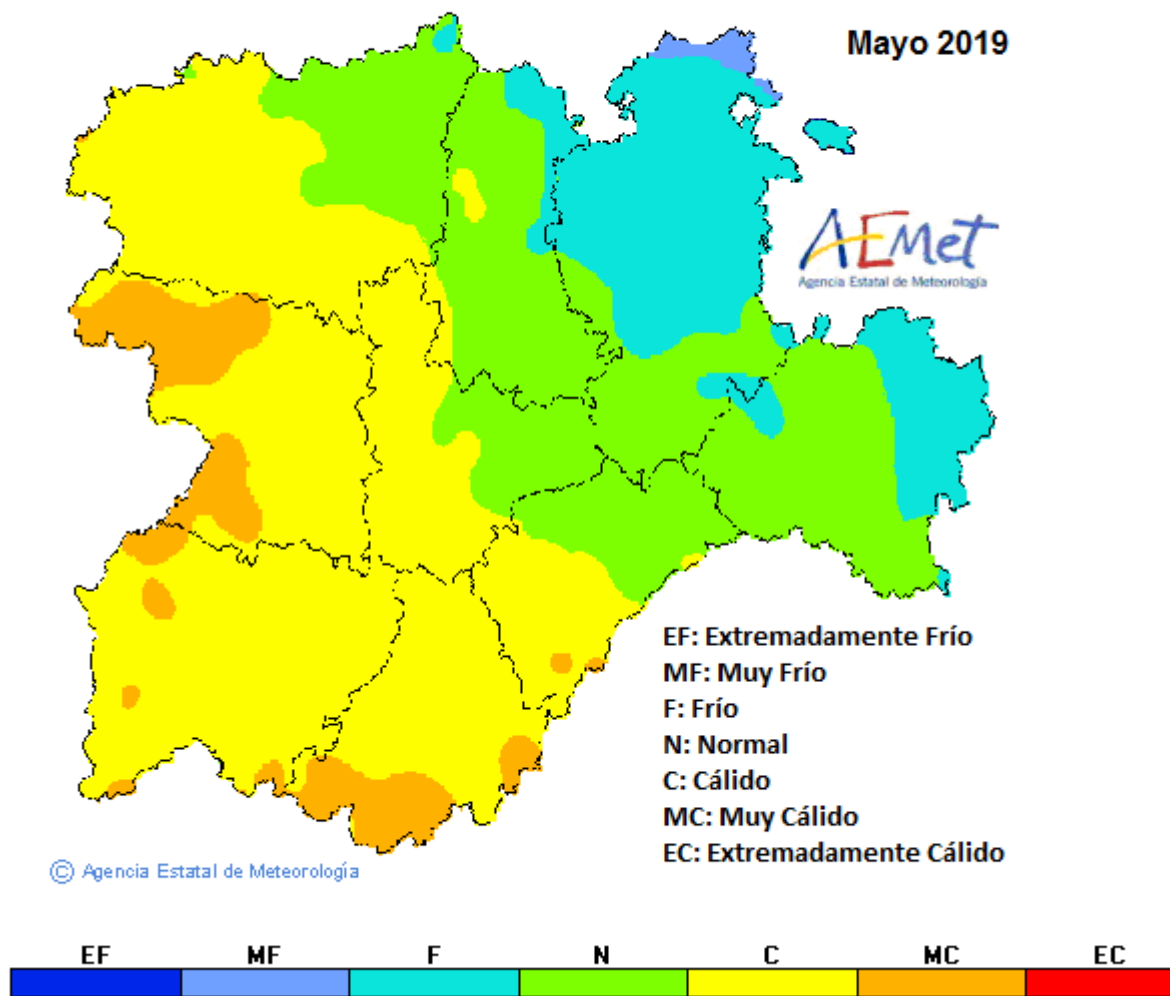 Mayo 2019
AEMet
Agencia Estatal de Meteorología
EF: Extremadamente Frío
MF: Muy Frío
F: Frío
N: Normal
C: Cálido
MC: Muy Cálido
EC: Extremadamente Cálido
© Agencia Estatal de Meteorología
EF MF F N C MC EC